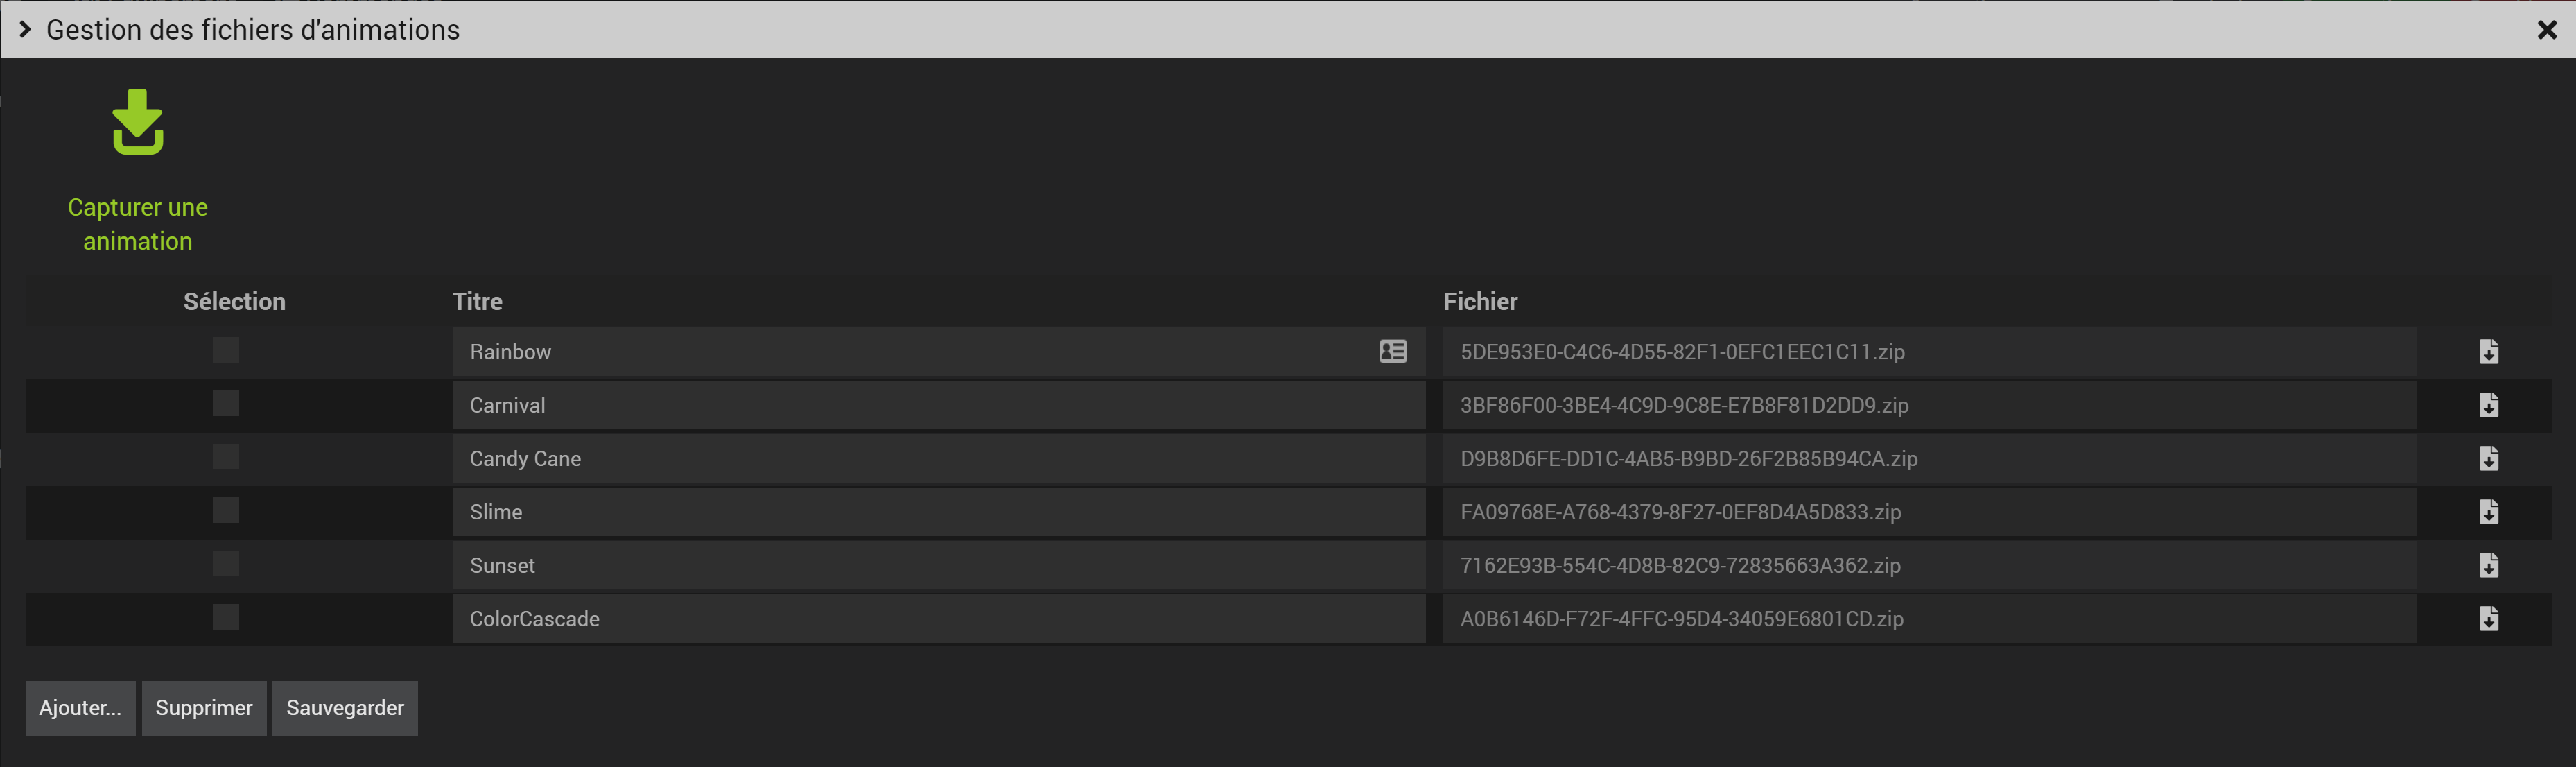 Gestion des fichiers d'animations
Capturer une
animation
Sélection Titre Fichier
Rainbow 5DE953E0-C4C6-4D55-82F1-0EFC1EEC1C11.zip
Carnival 3BF86F00-3BE4-4C9D-9C8E-E7B8F81D2DD9.zip
Candy Cane D9B8D6FE-DD1C-4AB5-B9BD-26F2B85B94CA.zip
Slime FA09768E-A768-4379-8F27-0EF8D4A5D833.zip
Sunset 7162E93B-554C-4D8B-82C9-72835663A362.zip
ColorCascade A0B6146D-F72F-4FFC-95D4-34059E6801CD.zip
Ajouter... Supprimer Sauvegarder